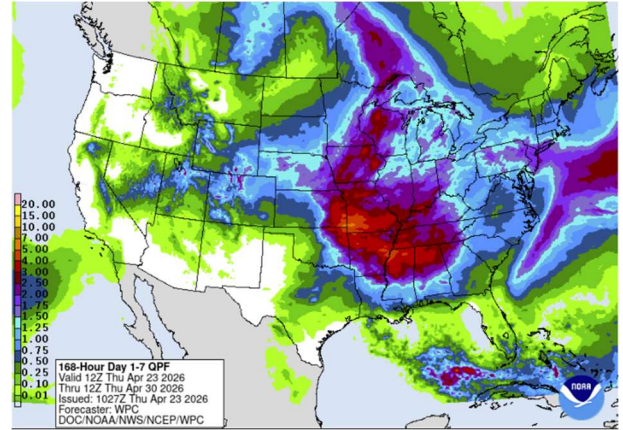 20.00
15.00
10.00
7.00
5.00
4.00
3.00
2.50
2.00
1.75
1.50
1.25
1.00
0.75
0.50
0.25
0.10
0.01
168-Hour Day 1-7 QPF
Valid 12Z Thu Apr 23 2026
Thru 12Z Thu Apr 30 2026
Issued: 1027Z Thu Apr 23 2026
Forecaster: WPC
DOC/NOAA/NWS/NCEP/WPC
NOAA